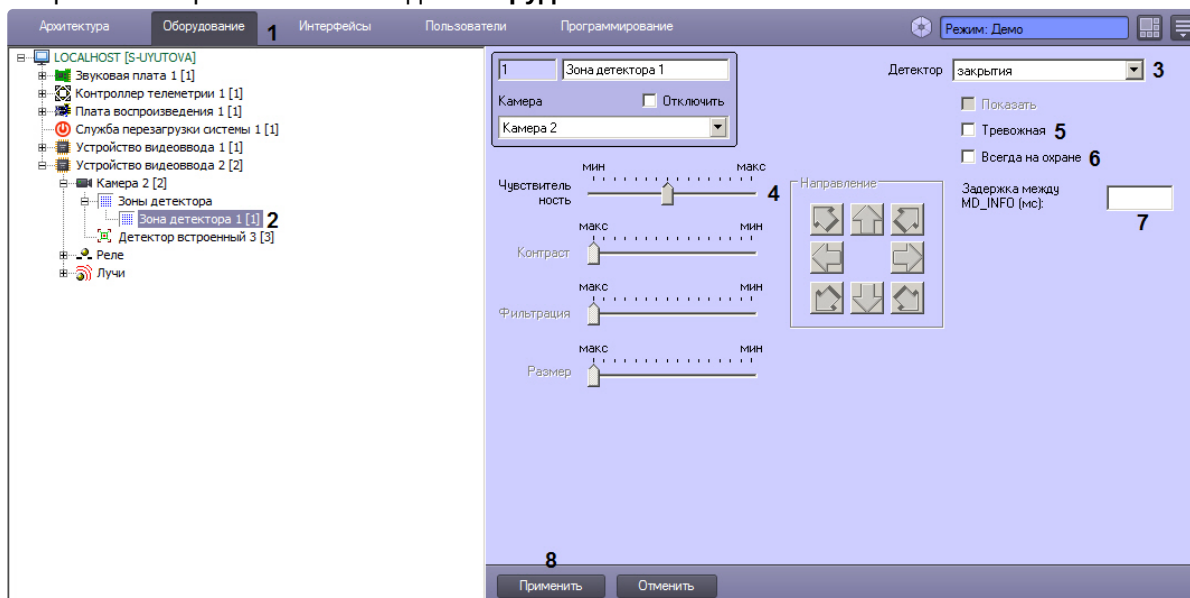 Архитектура Оборудование 1 Интерфейсы Пользователи Программирование Режим: Демо
LOCALHOST [S-UYUTOVA]
Звуковая плата 1 [1]
Контроллер телеметрии 1 [1]
Плата воспроизведения 1 [1]
Служба перезагрузки системы 1 [1]
Устройство видеоввода 1 [1]
Устройство видеоввода 2 [2]
Камера 2 [2]
Зоны детектора
Зона детектора 1 [1] 2
Детектор встроенный 3 [3]
Реле
Лучи
1 Зона детектора 1
Камера Отключить
Камера 2
Детектор закрытия 3
Показать
Тревожная 5
Всегда на охране 6
Задержка между
MD_INFO (мс):
7
мин макс
Чувствитель
ность
4
макс мин
Контраст
макс мин
Фильтрация
макс мин
Размер
Направление
8
Применить Отменить